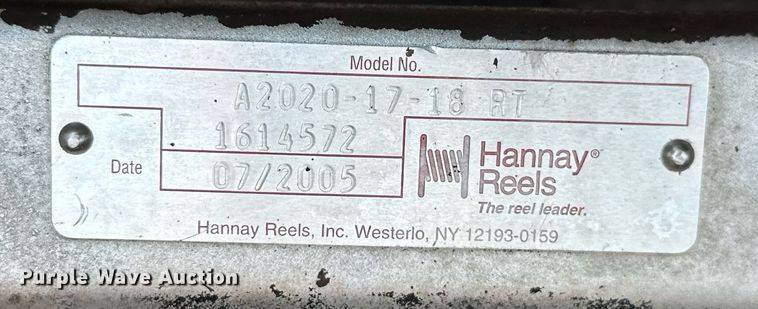 Model No.
A2020-17-18 RT
1614572
Date 07/2005
Hannay®
Reels
The reel leader.
Hannay Reels, Inc. Westerlo, NY 12193-0159
Purple Wave Auction